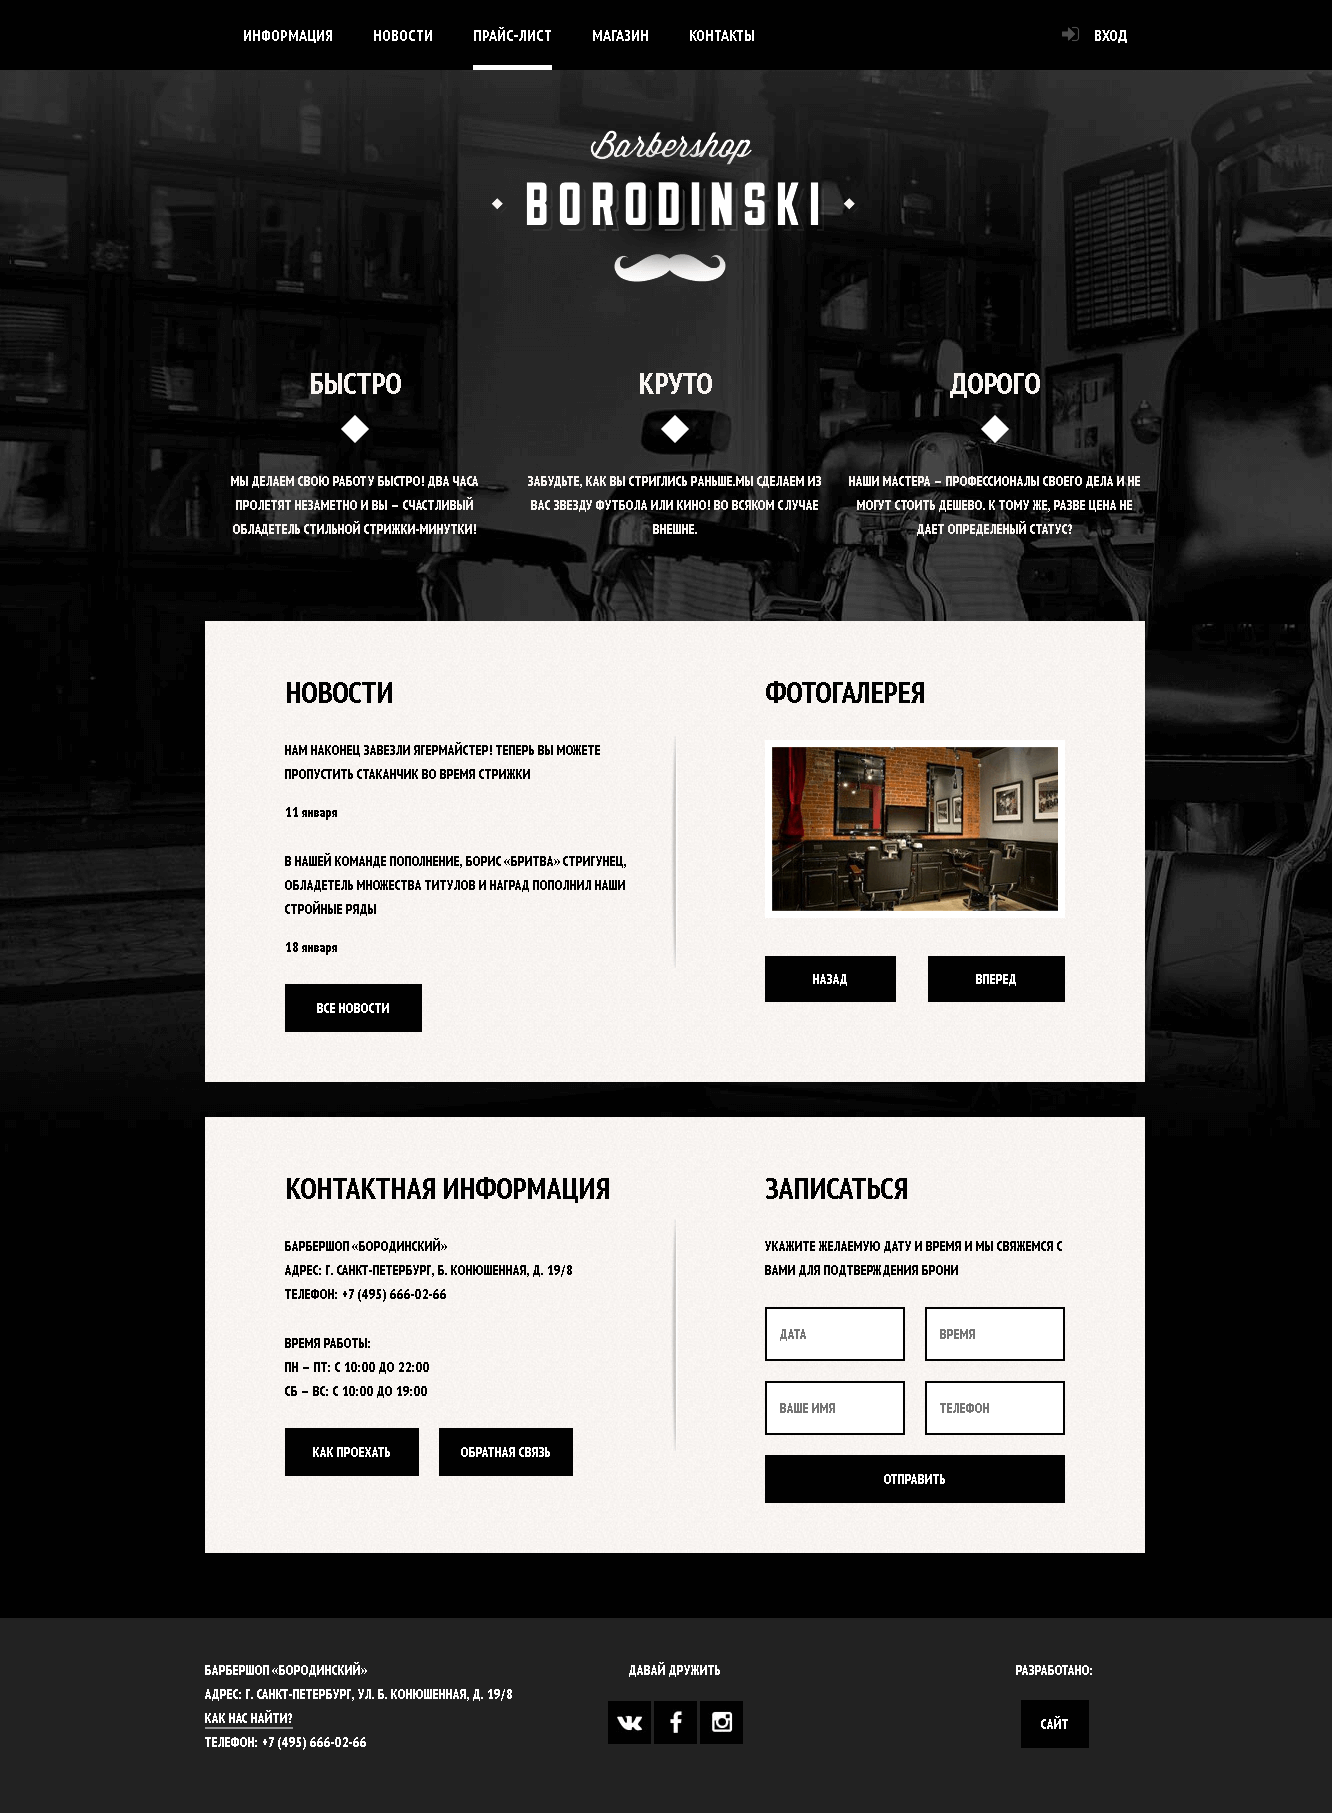 ИНФОРМАЦИЯ НОВОСТИ ПРАЙС-ЛИСТ МАГАЗИН КОНТАКТЫ ВХОД
Barbershop
BORODINSKI
БЫСТРО
МЫ ДЕЛАЕМ СВОЮ РАБОТУ БЫСТРО! ДВА ЧАСА
ПРОЛЕТЯТ НЕЗАМЕТНО И ВЫ – СЧАСТЛИВЫЙ
ОБЛАДЕТЕЛЬ СТИЛЬНОЙ СТРИЖКИ-МИНУТКИ!
КРУТО
ЗАБУДЬТЕ, КАК ВЫ СТРИГЛИСЬ РАНЬШЕ.МЫ СДЕЛАЕМ ИЗ
ВАС ЗВЕЗДУ ФУТБОЛА ИЛИ КИНО! ВО ВСЯКОМ СЛУЧАЕ
ВНЕШНЕ.
ДОРОГО
НАШИ МАСТЕРА – ПРОФЕССИОНАЛЫ СВОЕГО ДЕЛА И НЕ
МОГУТ СТОИТЬ ДЕШЕВО. К ТОМУ ЖЕ, РАЗВЕ ЦЕНА НЕ
ДАЕТ ОПРЕДЕЛЕНЫЙ СТАТУС?
НОВОСТИ
НАМ НАКОНЕЦ ЗАВЕЗЛИ ЯГЕРМАЙСТЕР! ТЕПЕРЬ ВЫ МОЖЕТЕ
ПРОПУСТИТЬ СТАКАНЧИК ВО ВРЕМЯ СТРИЖКИ
11 января
В НАШЕЙ КОМАНДЕ ПОПОЛНЕНИЕ, БОРИС «БРИТВА» СТРИГУНЕЦ,
ОБЛАДЕТЕЛЬ МНОЖЕСТВА ТИТУЛОВ И НАГРАД ПОПОЛНИЛ НАШИ
СТРОЙНЫЕ РЯДЫ
18 января
ВСЕ НОВОСТИ
ФОТОГАЛЕРЕЯ
НАЗАД ВПЕРЕД
КОНТАКТНАЯ ИНФОРМАЦИЯ
БАРБЕРШОП «БОРОДИНСКИЙ»
АДРЕС: Г. САНКТ-ПЕТЕРБУРГ, Б. КОНЮШЕННАЯ, Д. 19/8
ТЕЛЕФОН: +7 (495) 666-02-66
ВРЕМЯ РАБОТЫ:
ПН – ПТ: С 10:00 ДО 22:00
СБ – ВС: С 10:00 ДО 19:00
КАК ПРОЕХАТЬ ОБРАТНАЯ СВЯЗЬ
ЗАПИСАТЬСЯ
УКАЖИТЕ ЖЕЛАЕМУЮ ДАТУ И ВРЕМЯ И МЫ СВЯЖЕМСЯ С
ВАМИ ДЛЯ ПОДТВЕРЖДЕНИЯ БРОНИ
ДАТА ВРЕМЯ
ВАШЕ ИМЯ ТЕЛЕФОН
ОТПРАВИТЬ
БАРБЕРШОП «БОРОДИНСКИЙ»
АДРЕС: Г. САНКТ-ПЕТЕРБУРГ, УЛ. Б. КОНЮШЕННАЯ, Д. 19/8
КАК НАС НАЙТИ?
ТЕЛЕФОН: +7 (495) 666-02-66
ДАВАЙ ДРУЖИТЬ
РАЗРАБОТАНО:
САЙТ